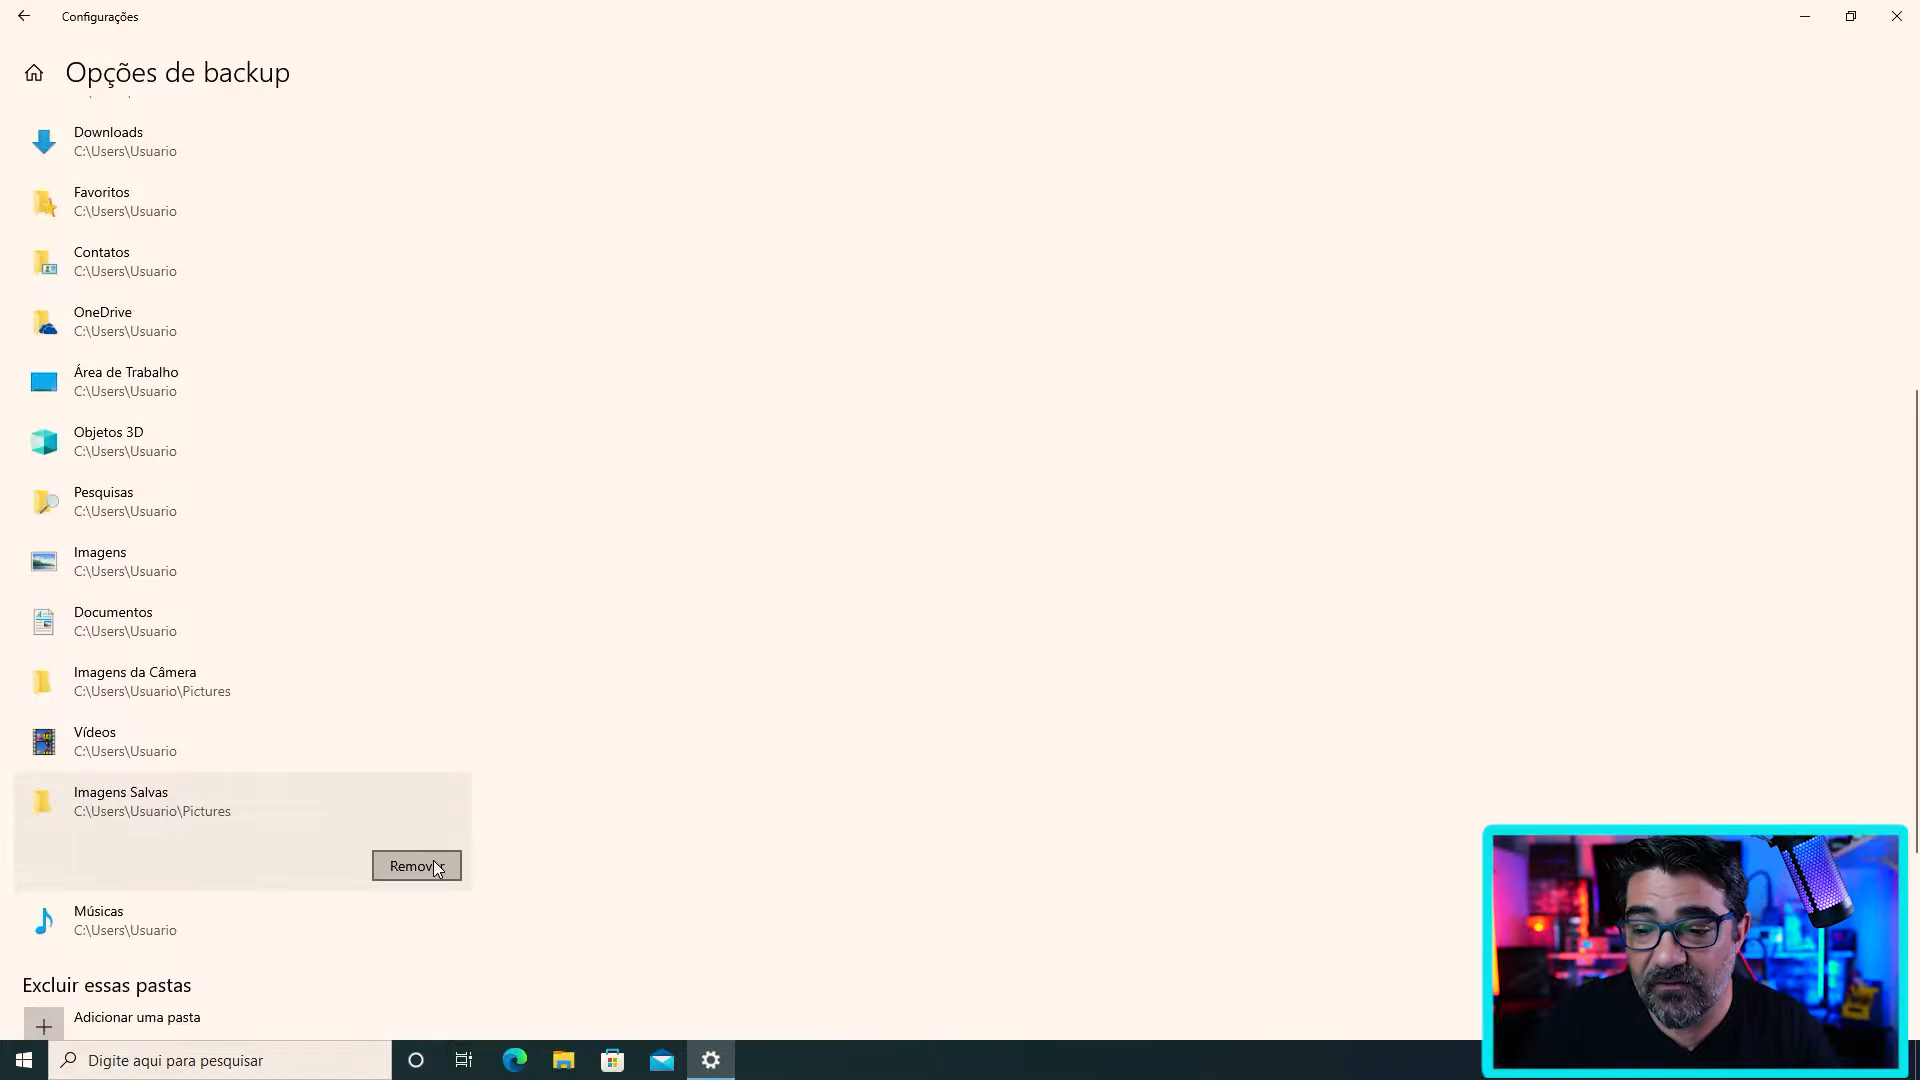 Configurações
Opções de backup
Downloads
C:\Users\Usuario
Favoritos
C:\Users\Usuario
Contatos
C:\Users\Usuario
OneDrive
C:\Users\Usuario
Área de Trabalho
C:\Users\Usuario
Objetos 3D
C:\Users\Usuario
Pesquisas
C:\Users\Usuario
Imagens
C:\Users\Usuario
Documentos
C:\Users\Usuario
Imagens da Câmera
C:\Users\Usuario\Pictures
Vídeos
C:\Users\Usuario
Imagens Salvas
C:\Users\Usuario\Pictures
Remover
Músicas
C:\Users\Usuario
Excluir essas pastas
Adicionar uma pasta
Digite aqui para pesquisar